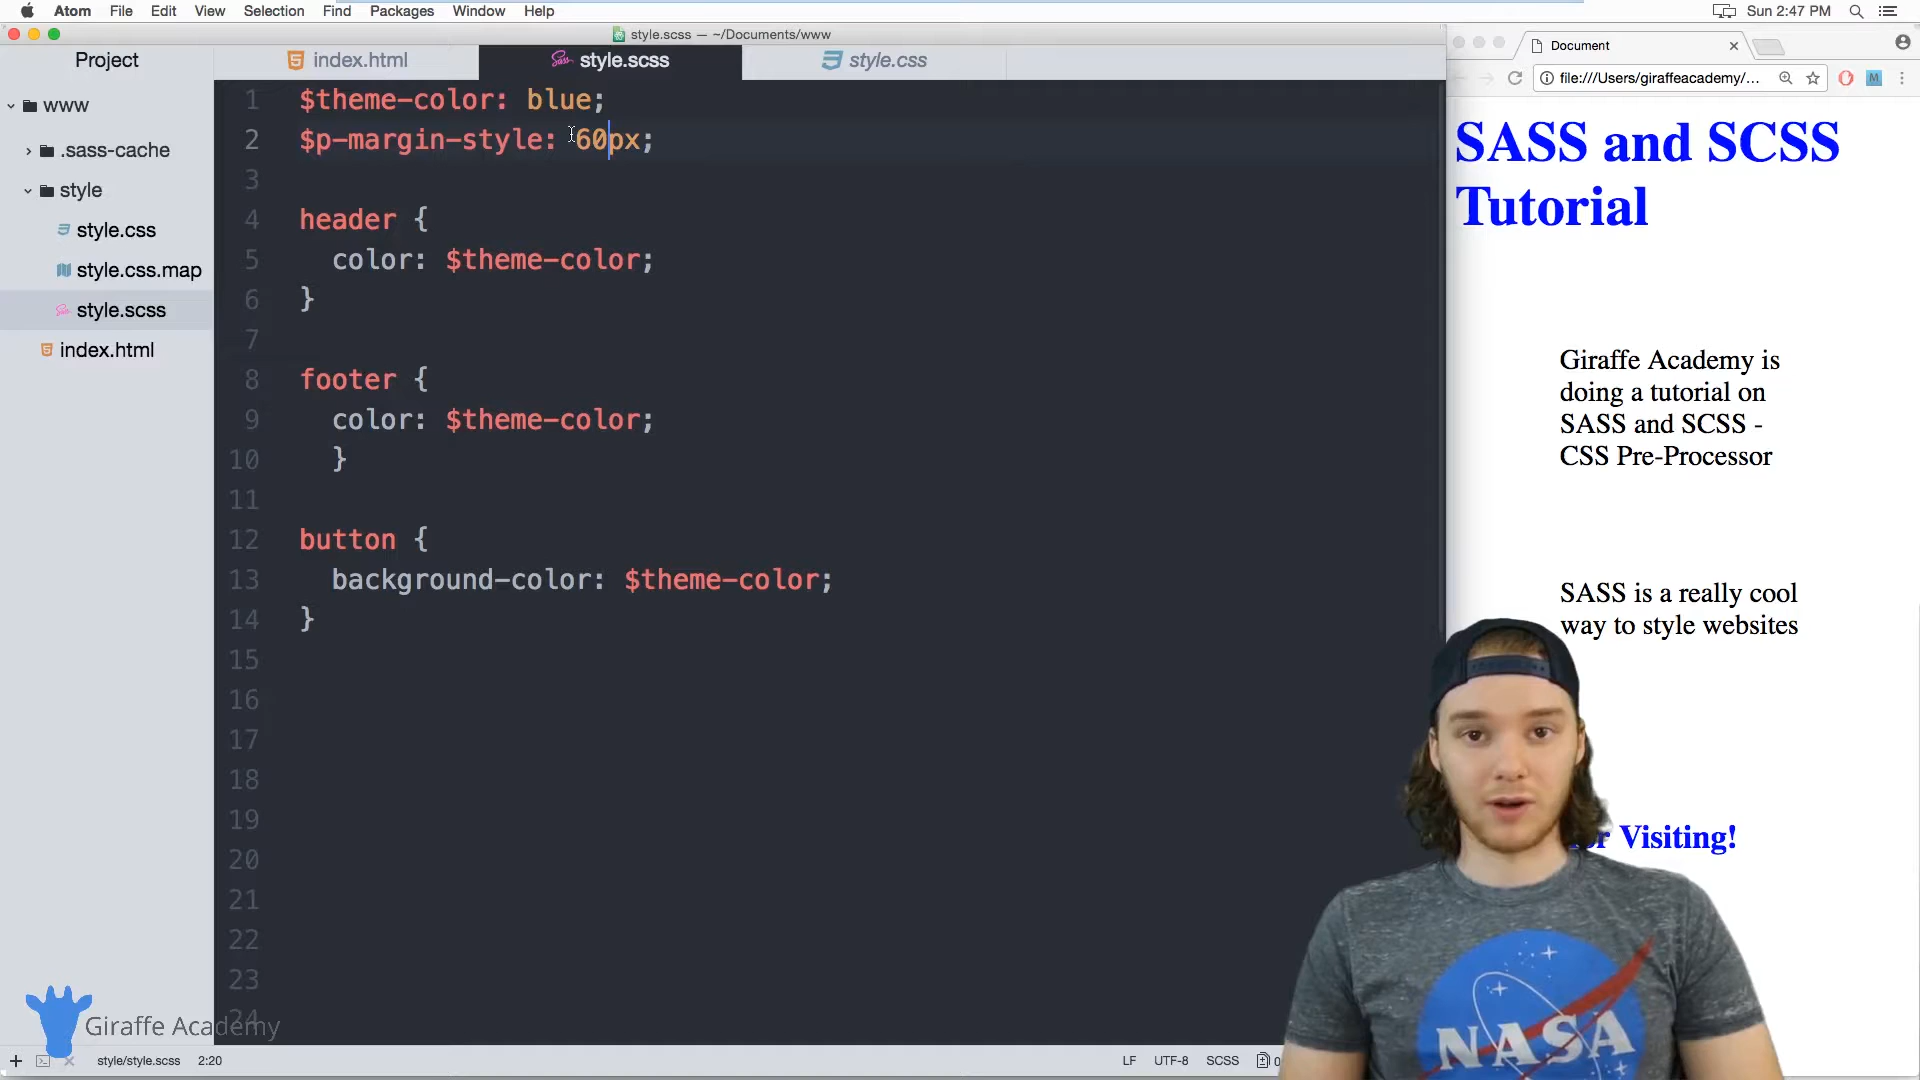 Atom File Edit View Selection Find Packages Window Help
Sun 2:47 PM
style.scss — ~/Documents/www
Project
index.html
style.scss
style.css
Document
file:///Users/giraffeacademy/...
www
.sass-cache
style
style.css
style.css.map
style.scss
index.html
1 $theme-color: blue;
2 $p-margin-style: 60px;
3
4 header {
5 color: $theme-color;
6 }
7
8 footer {
9 color: $theme-color;
10 }
11
12 button {
13 background-color: $theme-color;
14 }
15
16
17
18
19
20
21
22
23
24
SASS and SCSS
Tutorial
Giraffe Academy is
doing a tutorial on
SASS and SCSS -
CSS Pre-Processor
SASS is a really cool
way to style websites
Visiting!
NASA
Giraffe Academy
style/style.scss 2:20
LF UTF-8 SCSS 0